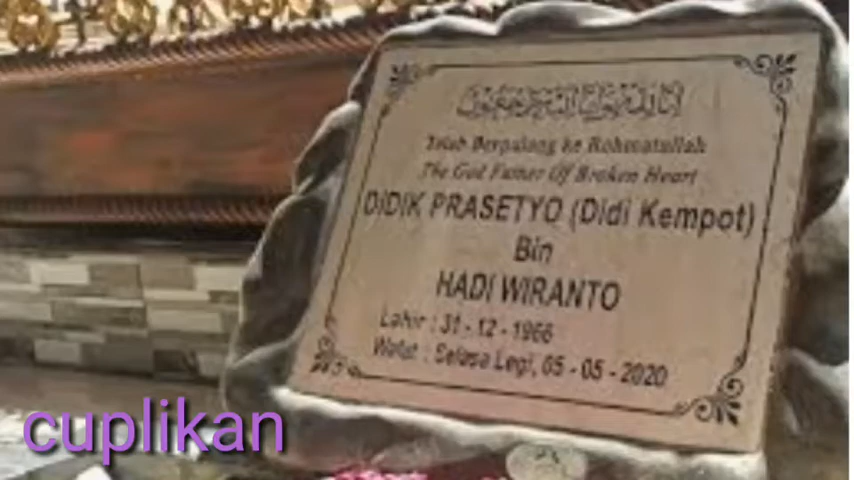 Telah Berpulang ke Rohmatullah
The God Father Of Broken Heart
DIDIK PRASETYO (Didi Kempot)
Bin
HADI WIRANTO
Lahir : 31 - 12 - 1966
Wafat : Selasa Legi, 05 - 05 - 2020
cuplikan